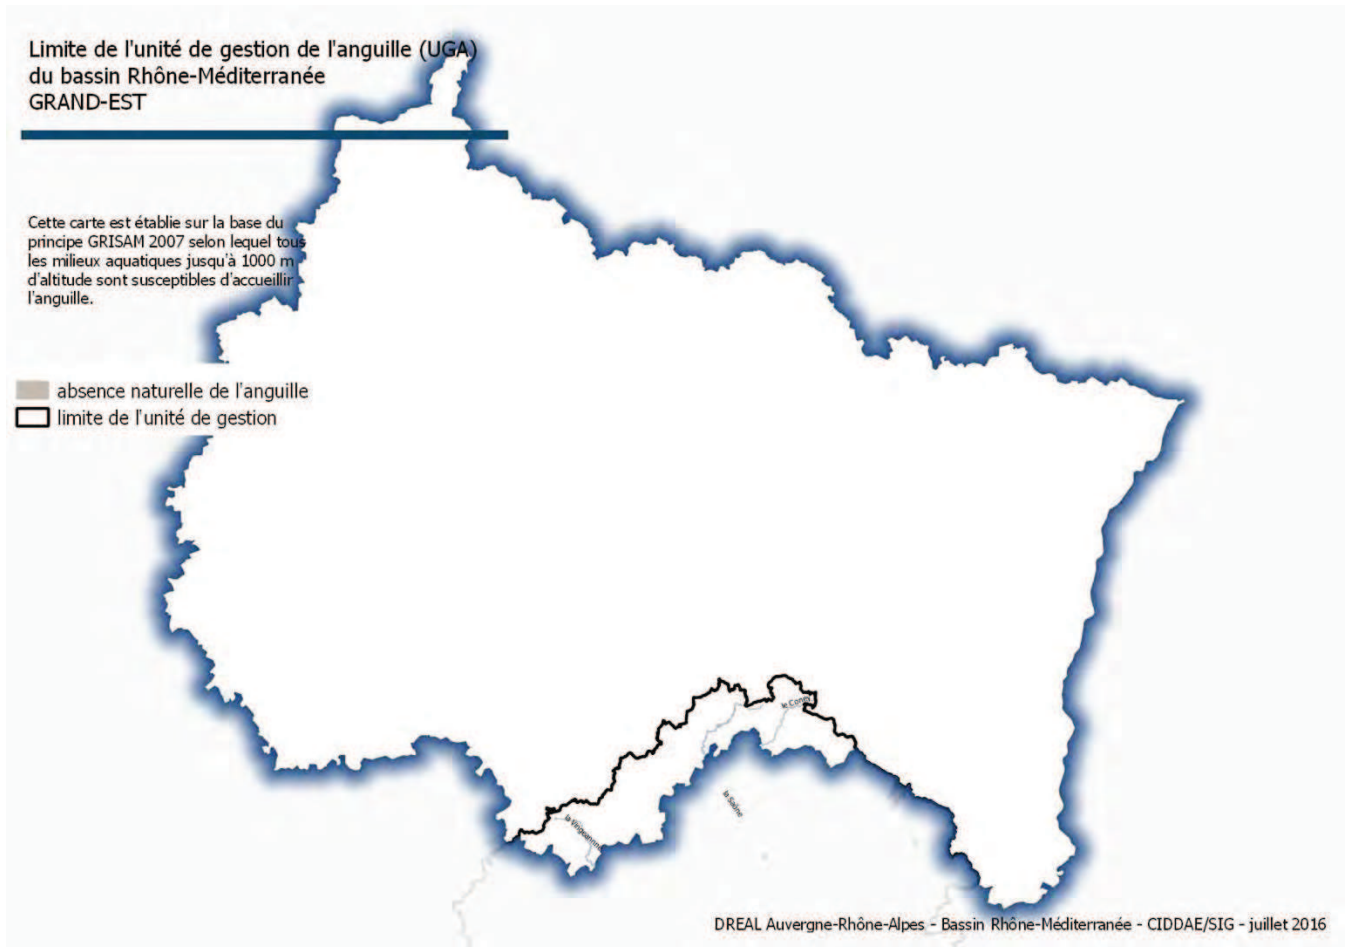 Limite de l'unité de gestion de l'anguille (UGA)
du bassin Rhône-Méditerranée
GRAND-EST
Cette carte est établie sur la base du
principe GRISAM 2007 selon lequel tous
les milieux aquatiques jusqu'à 1000 m
d'altitude sont susceptibles d'accueillir
l'anguille.
absence naturelle de l'anguille
limite de l'unité de gestion
le Coney
la Saône
la Vingeanne
DREAL Auvergne-Rhône-Alpes - Bassin Rhône-Méditerranée - CIDDAE/SIG - juillet 2016